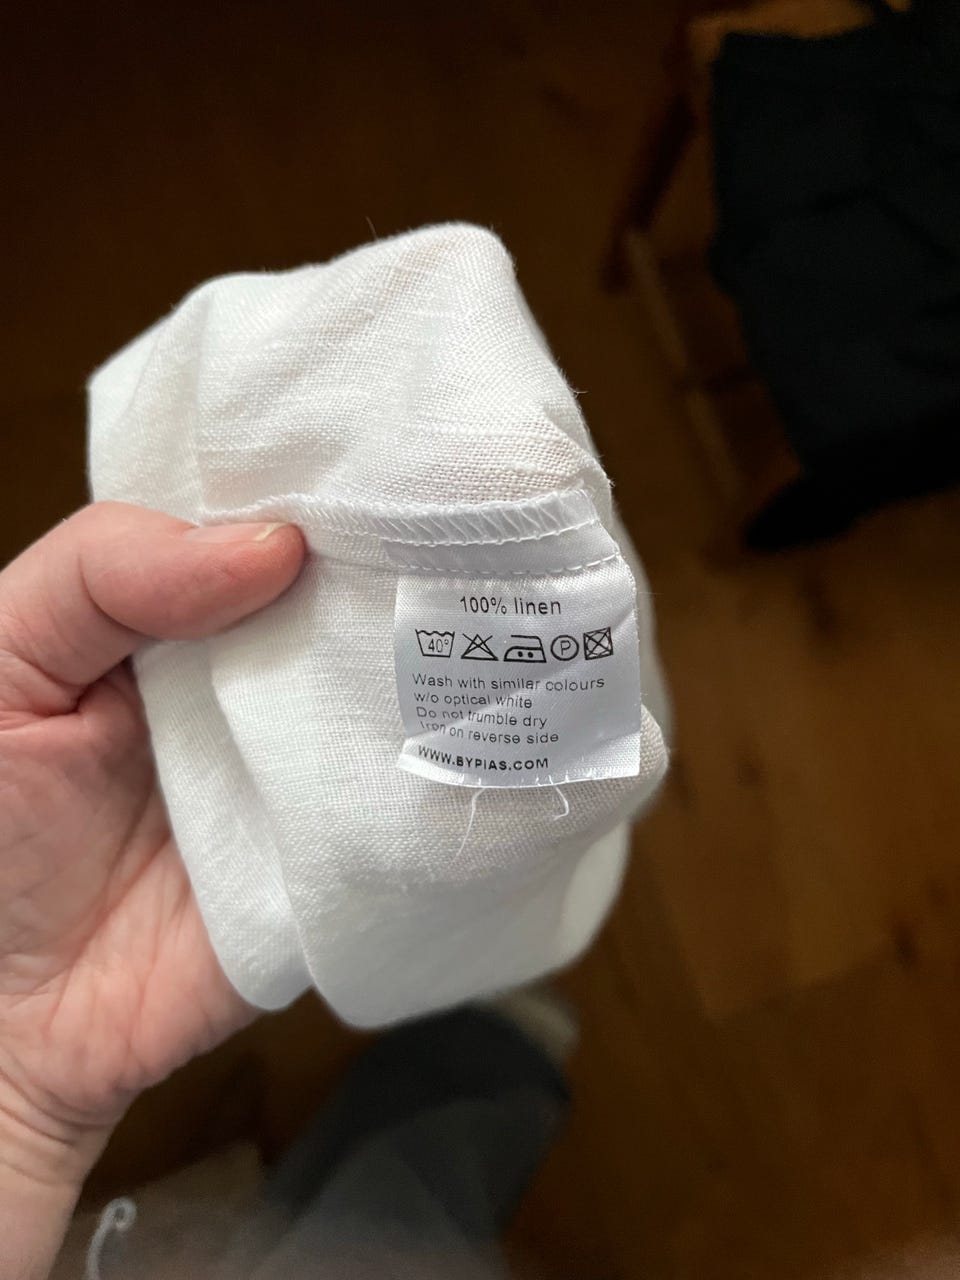 100% linen
40° P
Wash with similar colours
w/o optical white
Do not trumble dry
Iron on reverse side
WWW.BYPIAS.COM